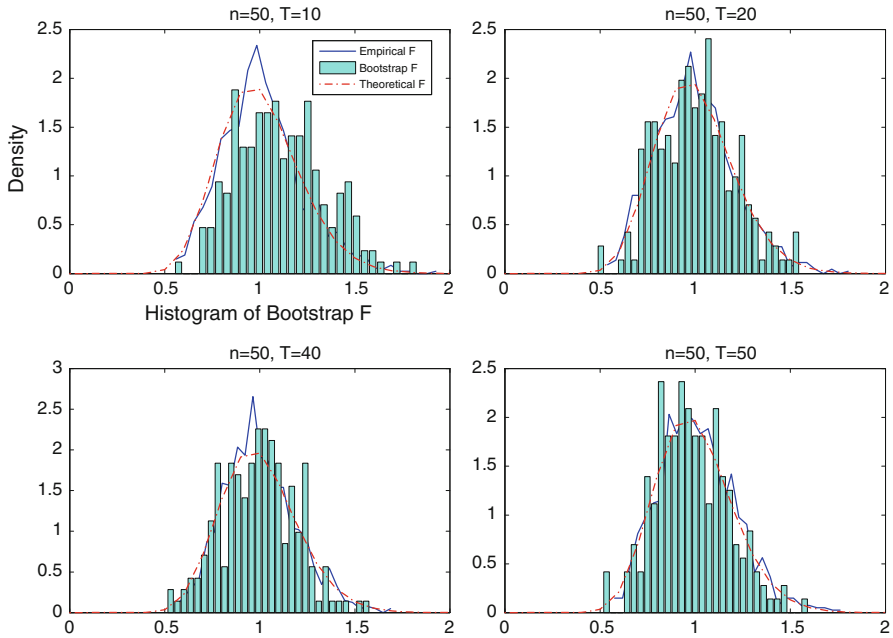 n=50, T=10
2.5
2
1.5
1
0.5
0
Density
Empirical F
Bootstrap F
Theoretical F
0 0.5 1 1.5 2
Histogram of Bootstrap F
n=50, T=20
2.5
2
1.5
1
0.5
0
0 0.5 1 1.5 2
n=50, T=40
3
2.5
2
1.5
1
0.5
0
0 0.5 1 1.5 2
n=50, T=50
2.5
2
1.5
1
0.5
0
0 0.5 1 1.5 2